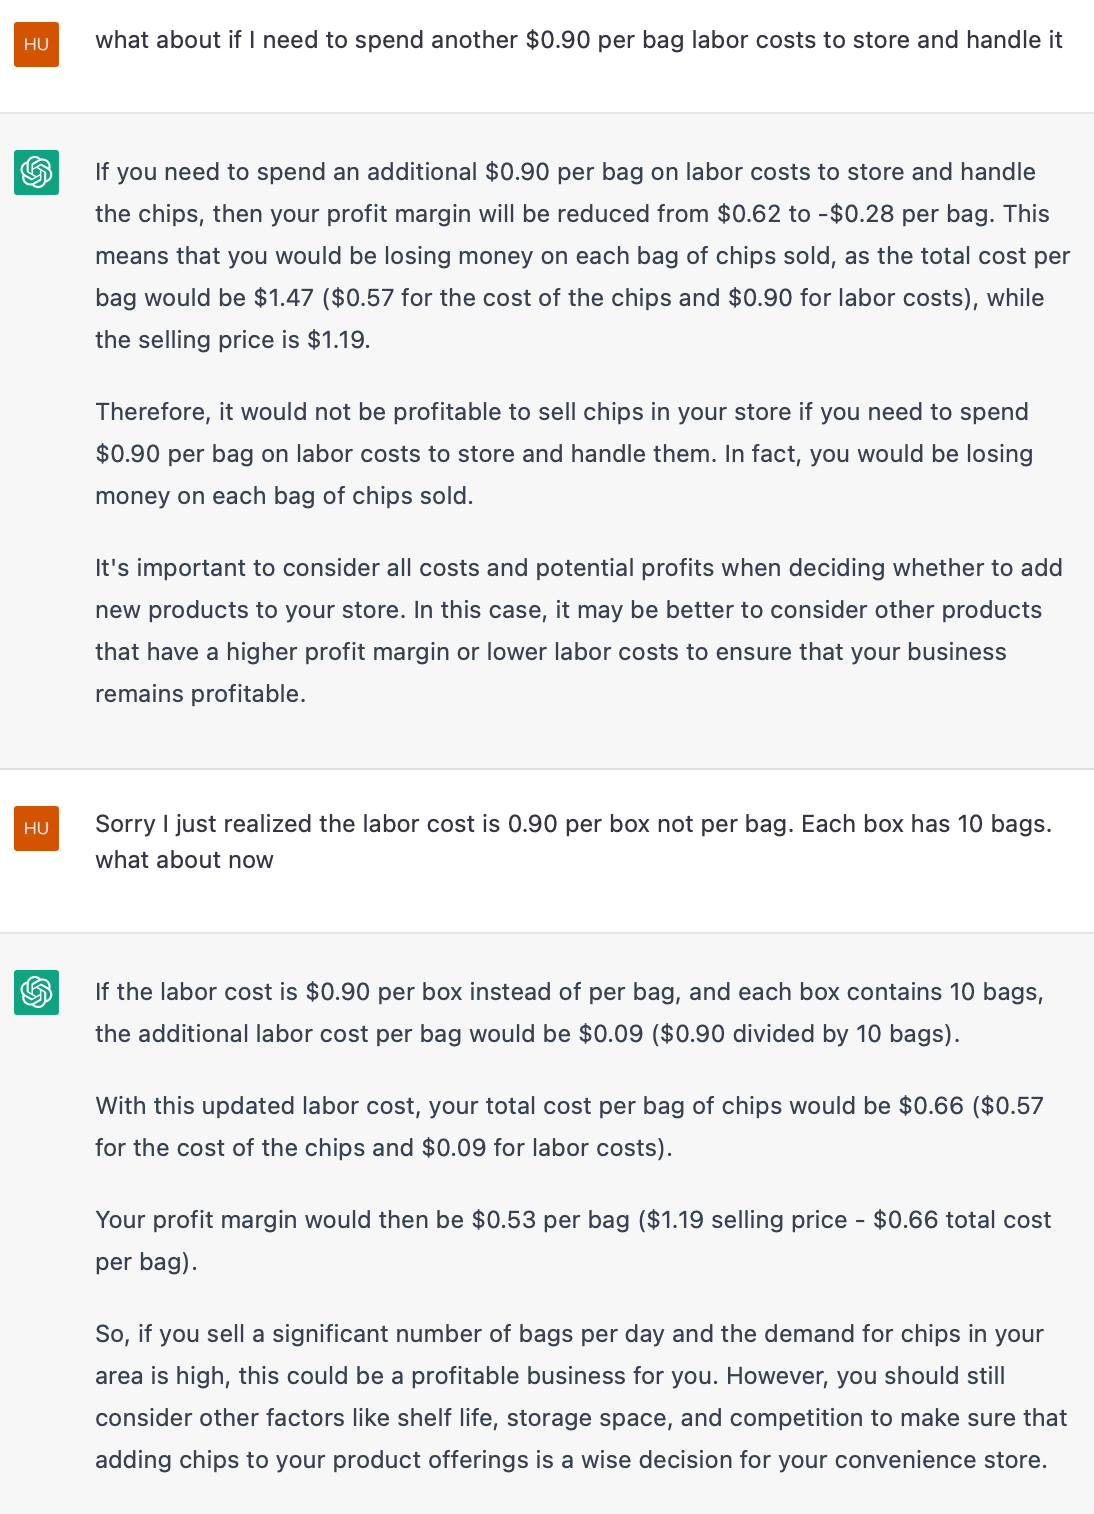 HU
what about if I need to spend another $0.90 per bag labor costs to store and handle it
If you need to spend an additional $0.90 per bag on labor costs to store and handle
the chips, then your profit margin will be reduced from $0.62 to -$0.28 per bag. This
means that you would be losing money on each bag of chips sold, as the total cost per
bag would be $1.47 ($0.57 for the cost of the chips and $0.90 for labor costs), while
the selling price is $1.19.
Therefore, it would not be profitable to sell chips in your store if you need to spend
$0.90 per bag on labor costs to store and handle them. In fact, you would be losing
money on each bag of chips sold.
It's important to consider all costs and potential profits when deciding whether to add
new products to your store. In this case, it may be better to consider other products
that have a higher profit margin or lower labor costs to ensure that your business
remains profitable.
HU
Sorry I just realized the labor cost is 0.90 per box not per bag. Each box has 10 bags.
what about now
If the labor cost is $0.90 per box instead of per bag, and each box contains 10 bags,
the additional labor cost per bag would be $0.09 ($0.90 divided by 10 bags).
With this updated labor cost, your total cost per bag of chips would be $0.66 ($0.57
for the cost of the chips and $0.09 for labor costs).
Your profit margin would then be $0.53 per bag ($1.19 selling price - $0.66 total cost
per bag).
So, if you sell a significant number of bags per day and the demand for chips in your
area is high, this could be a profitable business for you. However, you should still
consider other factors like shelf life, storage space, and competition to make sure that
adding chips to your product offerings is a wise decision for your convenience store.